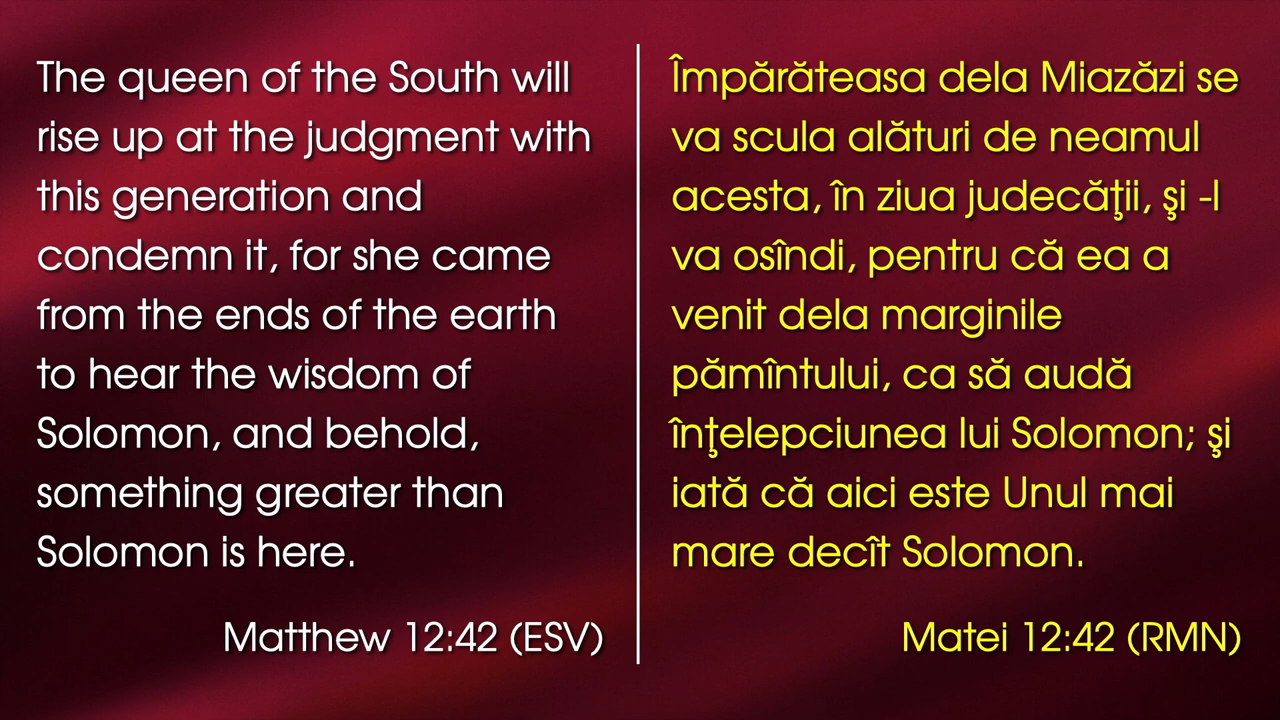 The queen of the South will
rise up at the judgment with
this generation and
condemn it, for she came
from the ends of the earth
to hear the wisdom of
Solomon, and behold,
something greater than
Solomon is here.
Matthew 12:42 (ESV)
Împărăteasa dela Miazăzi se
va scula alături de neamul
acesta, în ziua judecăţii, şi -l
va osîndi, pentru că ea a
venit dela marginile
pămîntului, ca să audă
înţelepciunea lui Solomon; şi
iată că aici este Unul mai
mare decît Solomon.
Matei 12:42 (RMN)